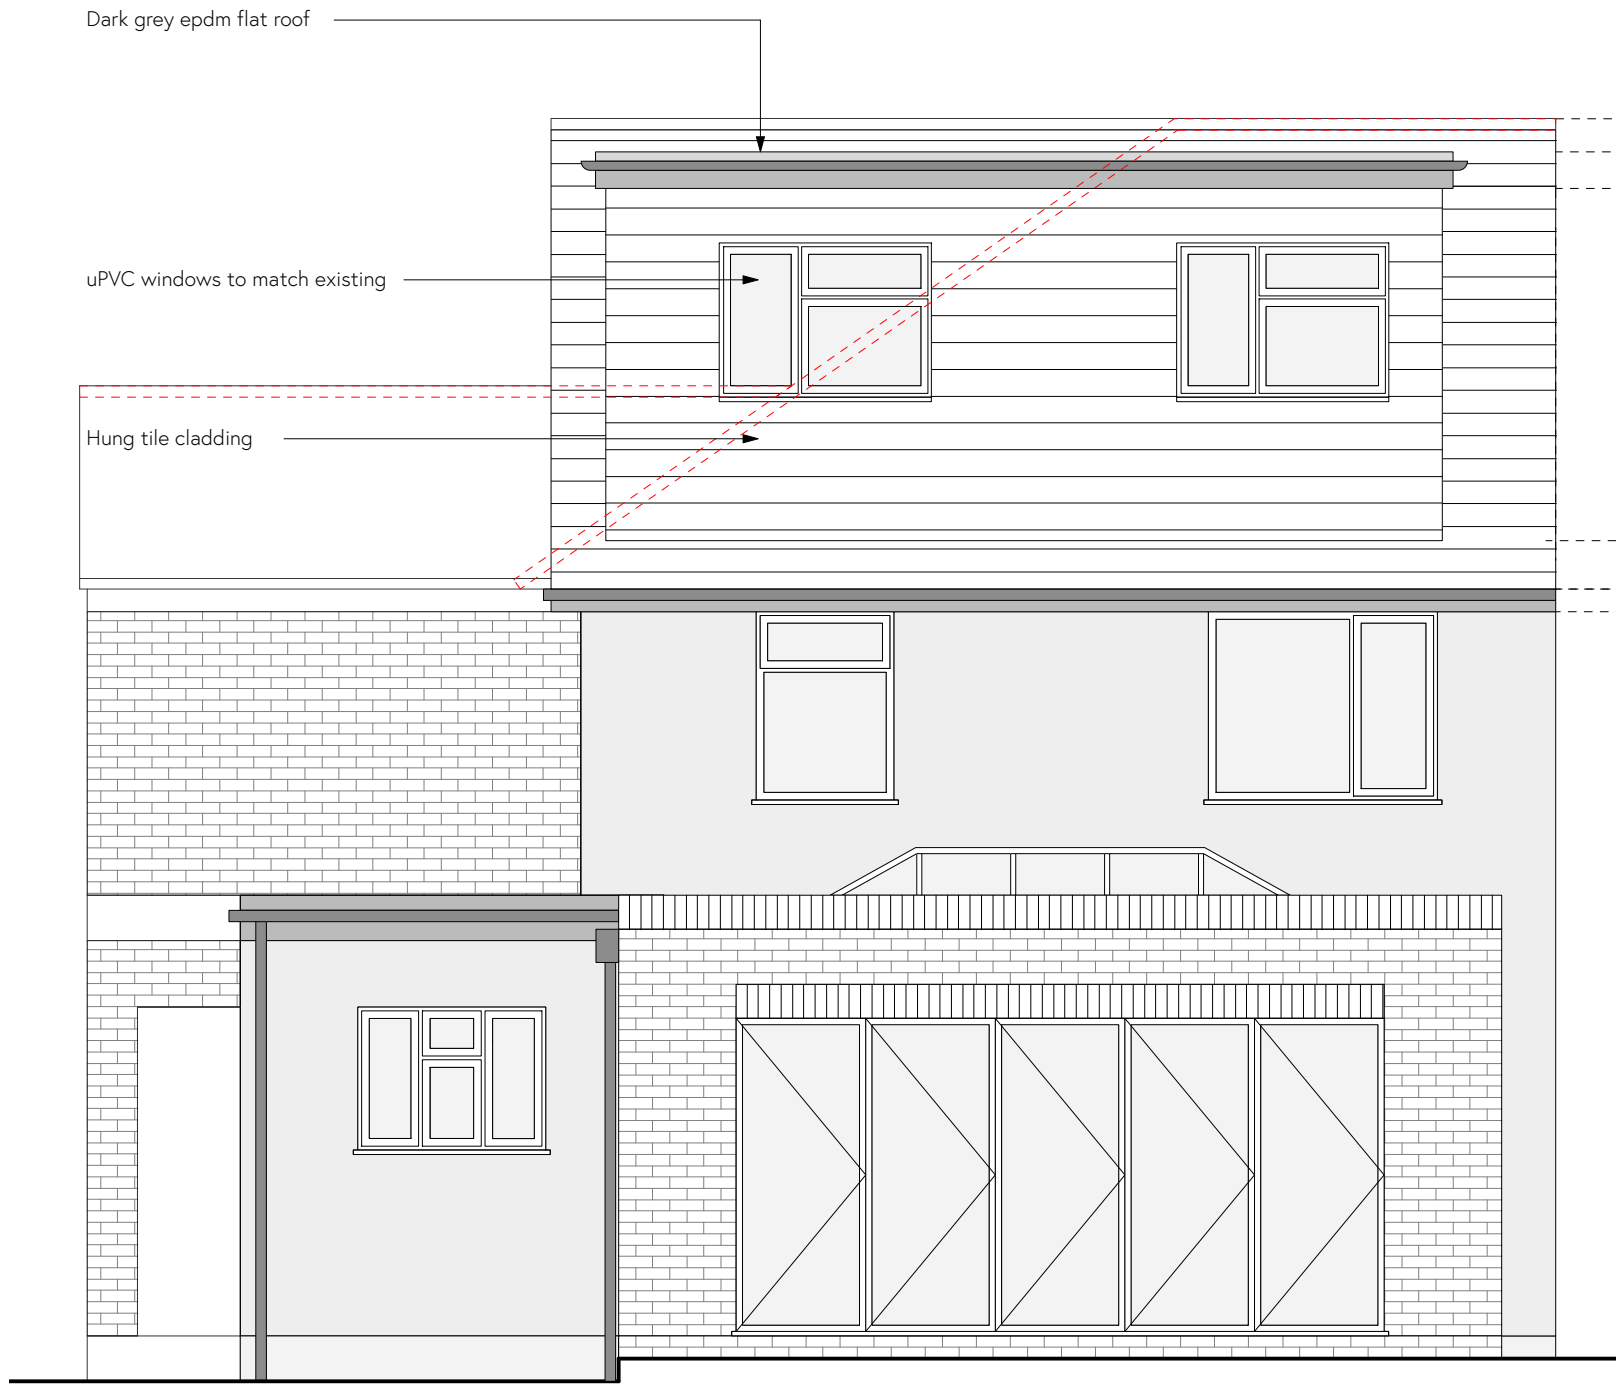 Dark grey epdm flat roof
uPVC windows to match existing
Hung tile cladding